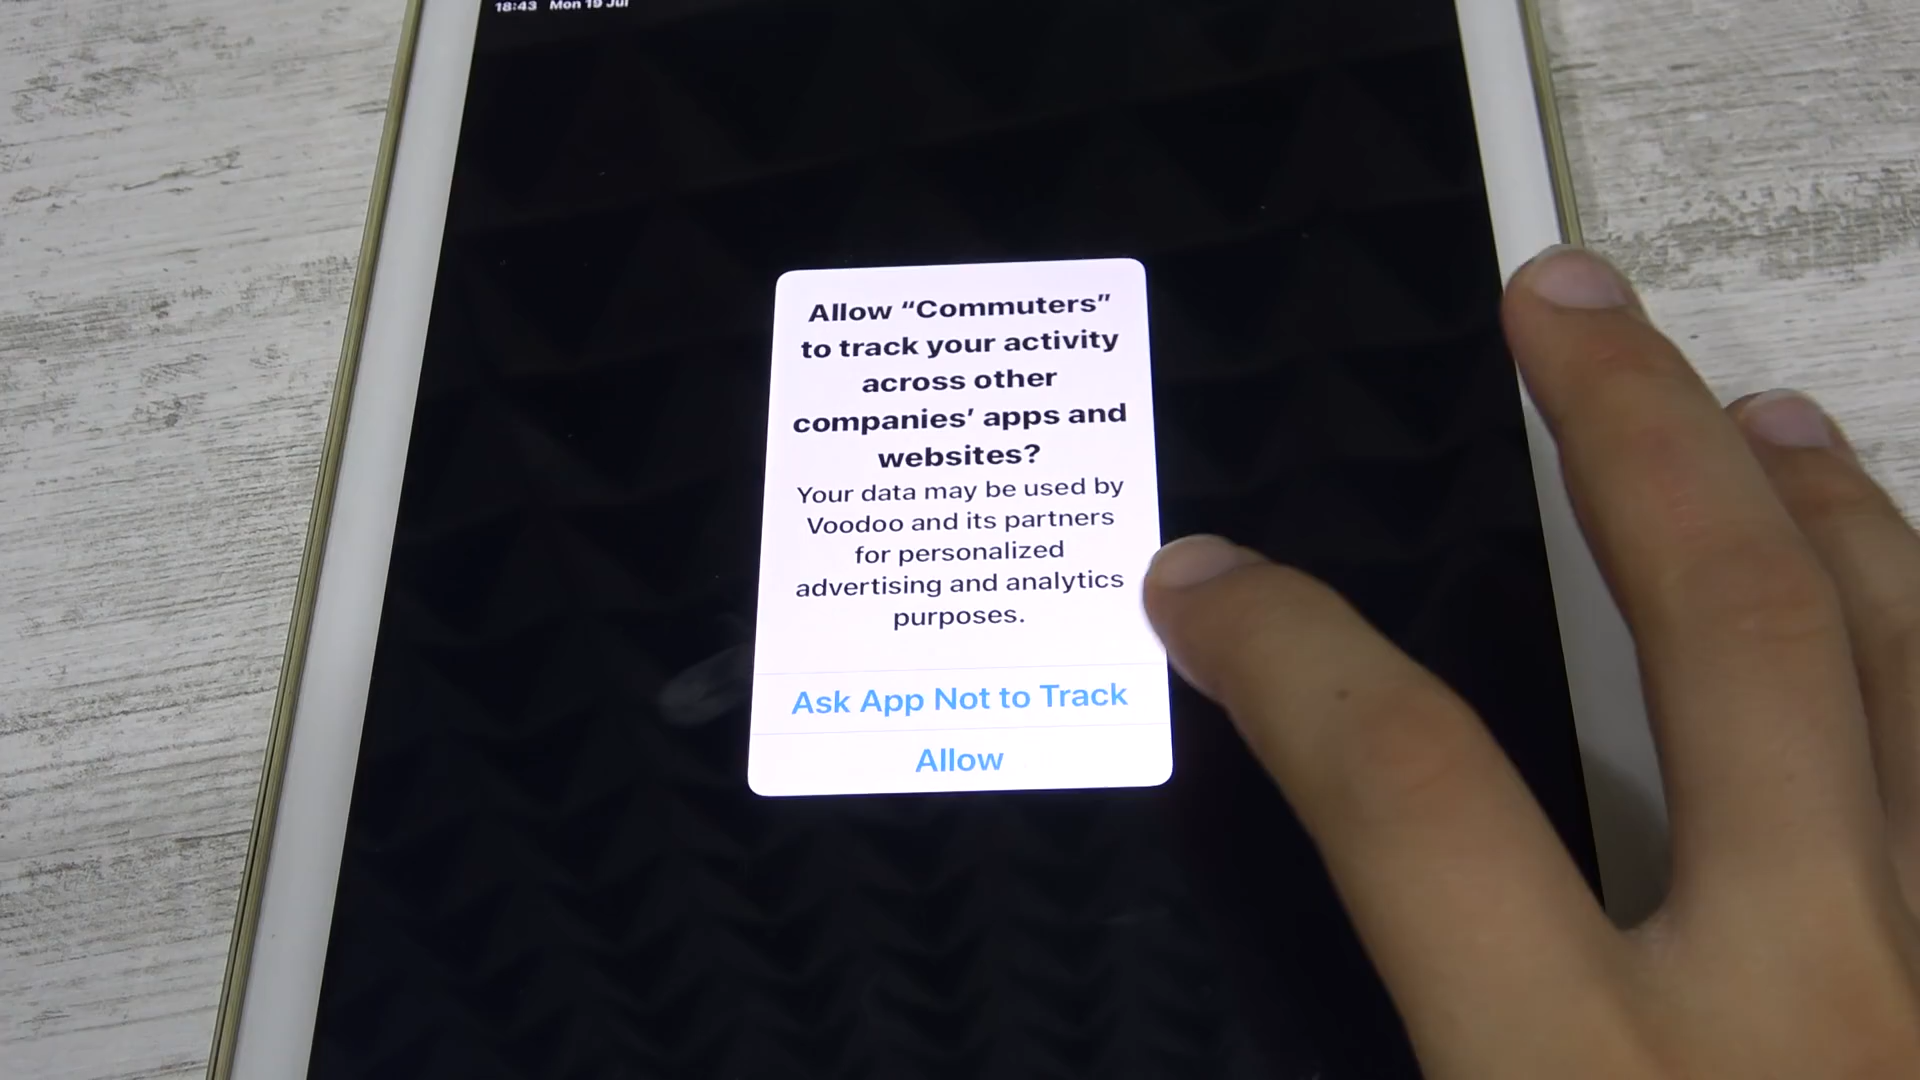 18:43 Mon 19 Jul
Allow “Commuters”
to track your activity
across other
companies’ apps and
websites?
Your data may be used by
Voodoo and its partners
for personalized
advertising and analytics
purposes.
Ask App Not to Track
Allow